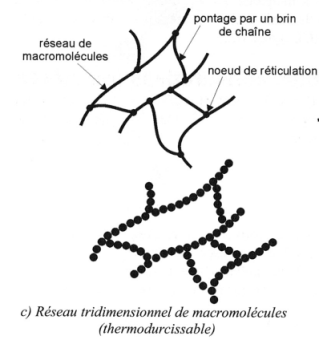 pontage par un brin
de chaîne
réseau de
macromolécules
noeud de réticulation
c) Réseau tridimensionnel de macromolécules
(thermodurcissable)